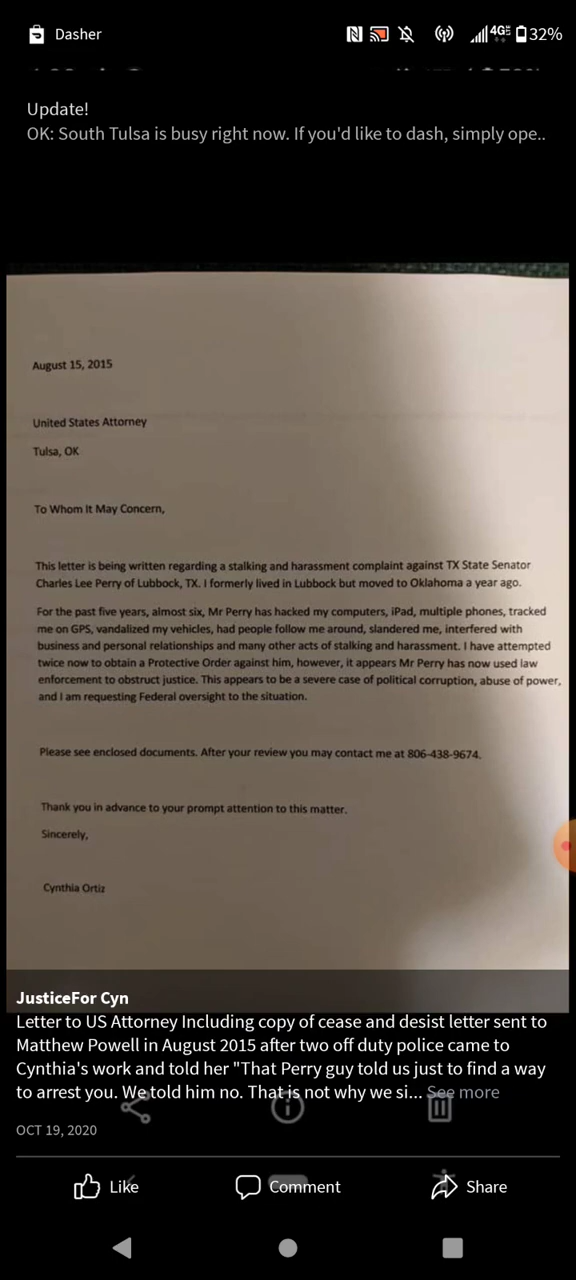 Dasher
4G
32%
Update!
OK: South Tulsa is busy right now. If you'd like to dash, simply ope..
August 15, 2015
United States Attorney
Tulsa, OK
To Whom It May Concern,
This letter is being written regarding a stalking and harassment complaint against TX State Senator
Charles Lee Perry of Lubbock, TX. I formerly lived in Lubbock but moved to Oklahoma a year ago.
For the past five years, almost six, Mr Perry has hacked my computers, iPad, multiple phones, tracked
me on GPS, vandalized my vehicles, had people follow me around, slandered me, interfered with
business and personal relationships and many other acts of stalking and harassment. I have attempted
twice now to obtain a Protective Order against him, however, it appears Mr Perry has now used law
enforcement to obstruct justice. This appears to be a severe case of political corruption, abuse of power,
and I am requesting Federal oversight to the situation.
Please see enclosed documents. After your review you may contact me at 806-438-9674.
Thank you in advance to your prompt attention to this matter.
Sincerely,
Cynthia Ortiz
JusticeFor Cyn
Letter to US Attorney Including copy of cease and desist letter sent to
Matthew Powell in August 2015 after two off duty police came to
Cynthia's work and told her "That Perry guy told us just to find a way
to arrest you. We told him no. That is not why we si... See more
OCT 19, 2020
Like
Comment
Share